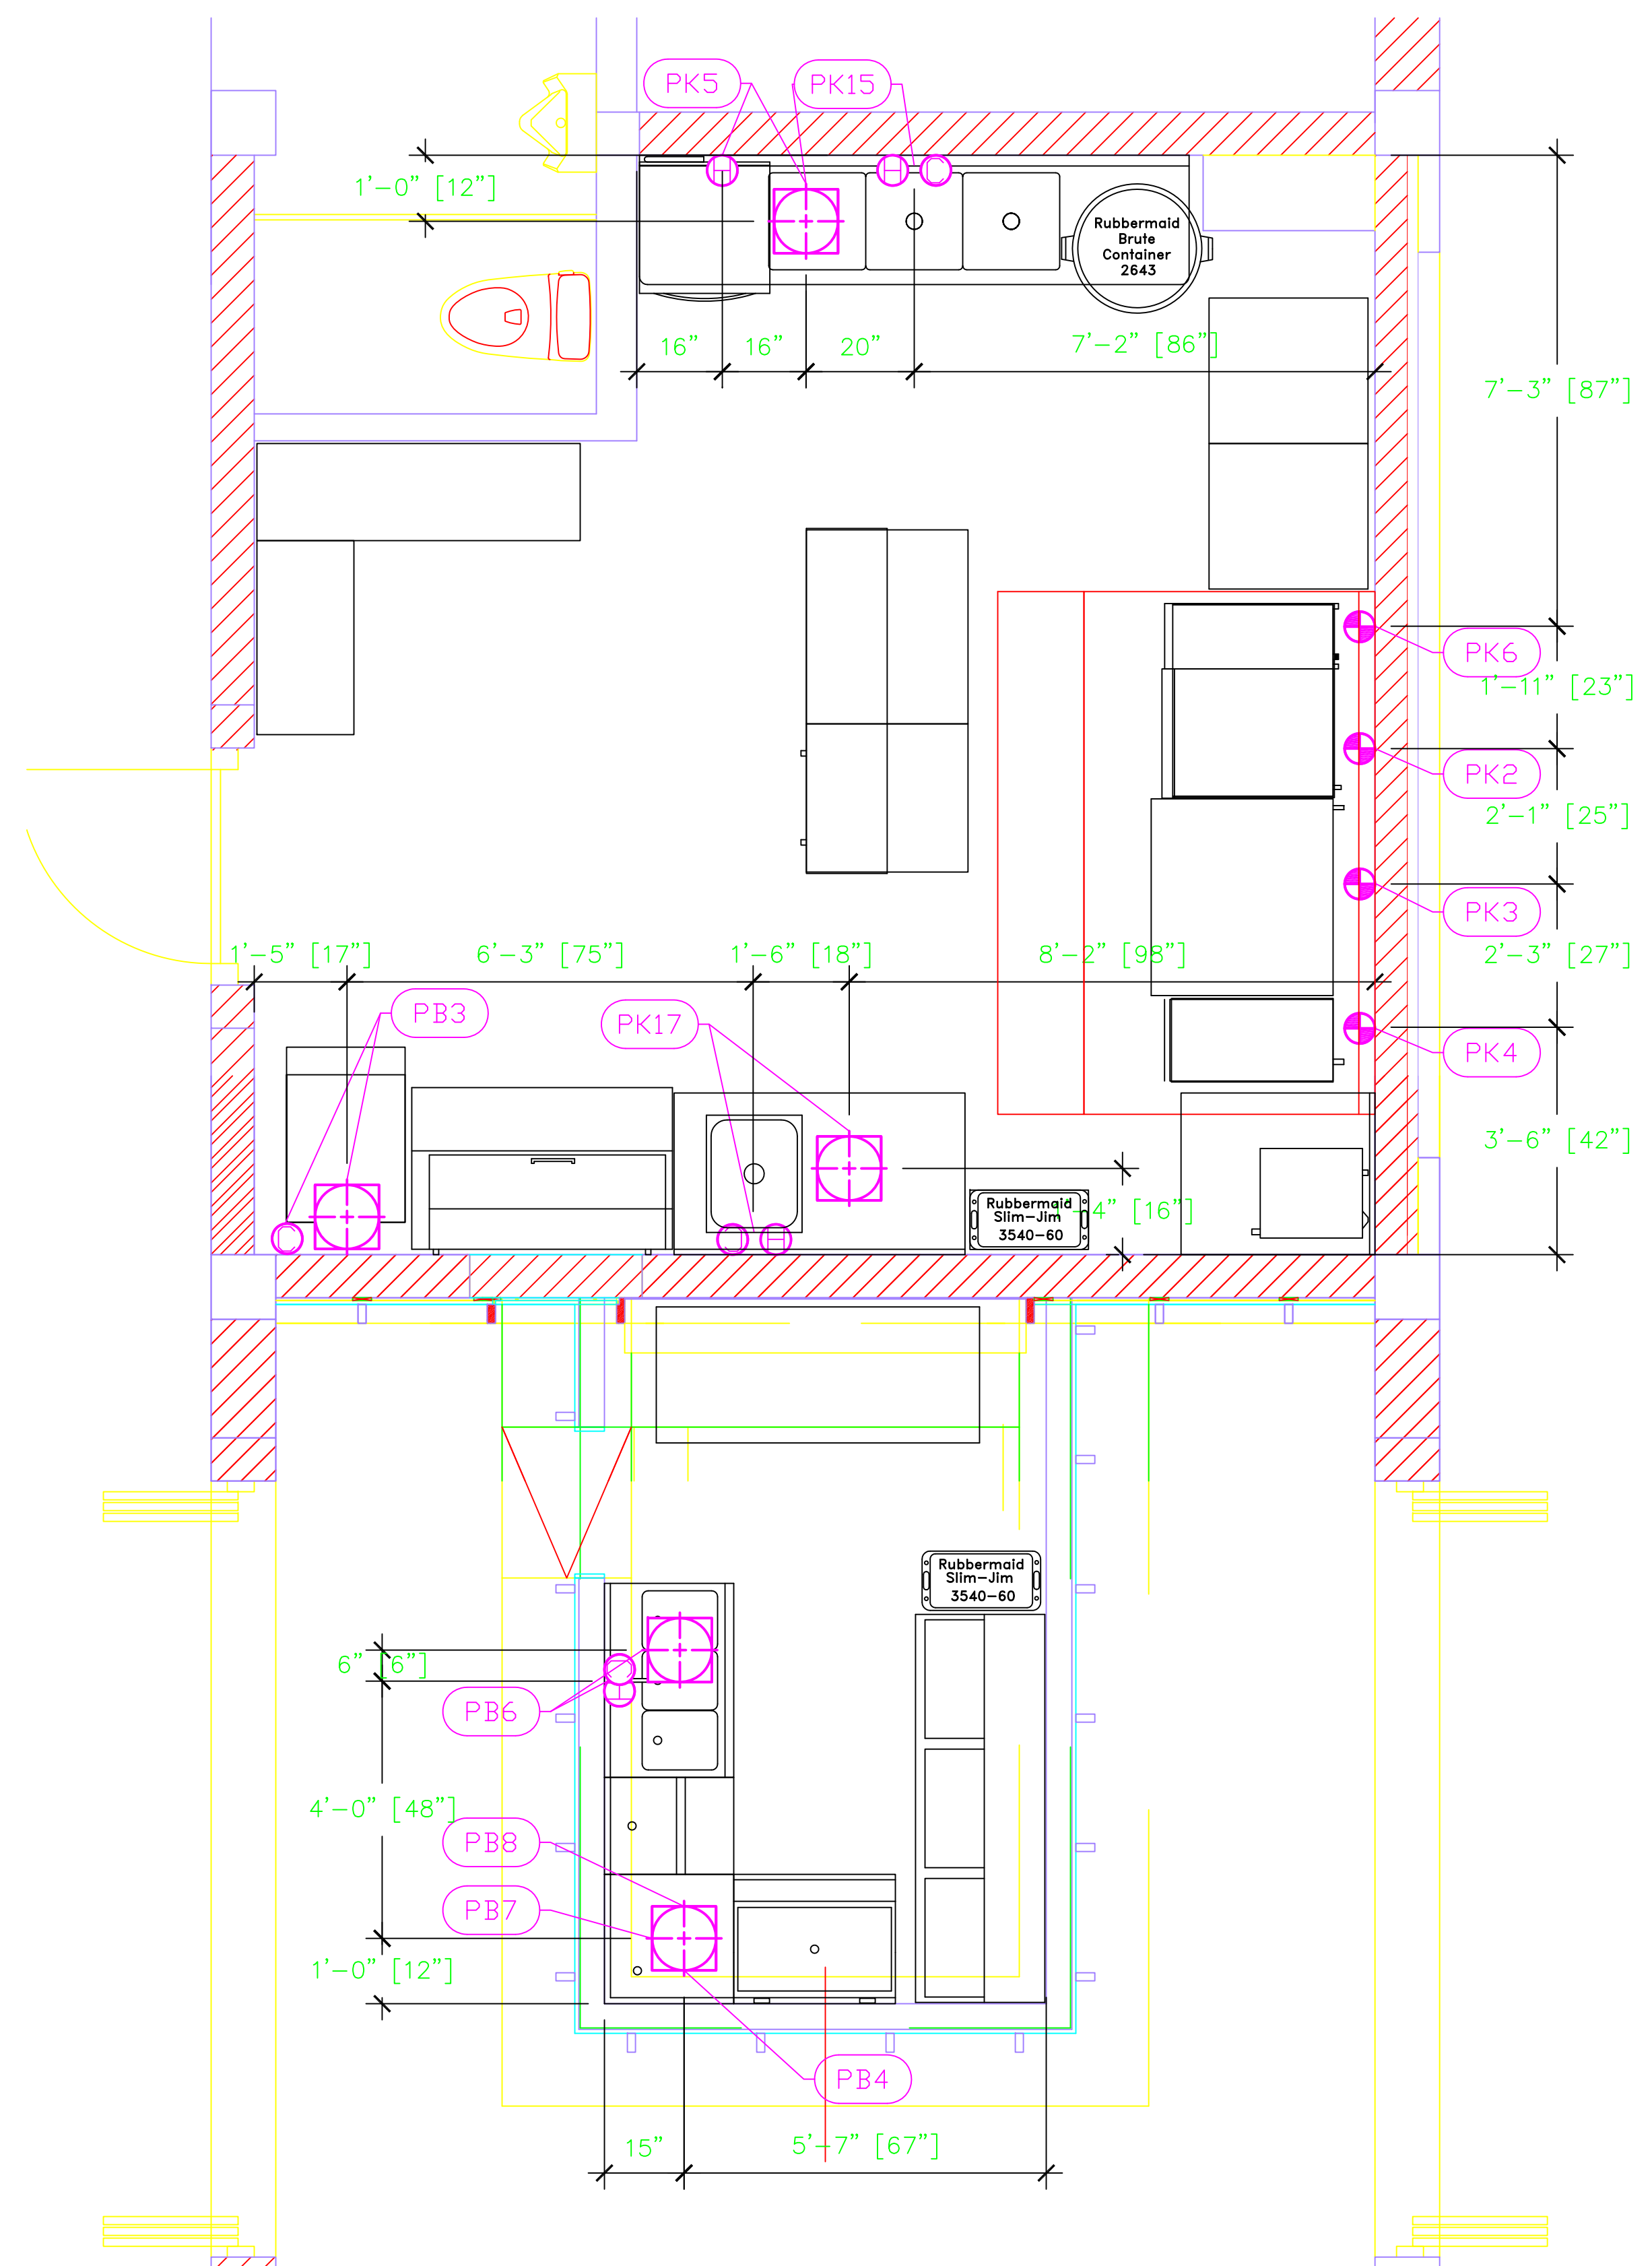 PK5
PK15
1'-0" [12"]
Rubbermaid
Brute
Container
2643
16"
16"
20"
7'-2" [86"]
7'-3" [87"]
PK6
1'-11" [23"]
PK2
2'-1" [25"]
PK3
2'-3" [27"]
1'-5" [17"]
6'-3" [75"]
1'-6" [18"]
8'-2" [98"]
PB3
PK17
PK4
3'-6" [42"]
Rubbermaid
Slim-Jim
3540-60
1'-4" [16"]
H
H
C
C
C
H
Rubbermaid
Slim-Jim
3540-60
6" [6"]
PB6
C
H
4'-0" [48"]
PB8
PB7
1'-0" [12"]
PB4
15"
5'-7" [67"]